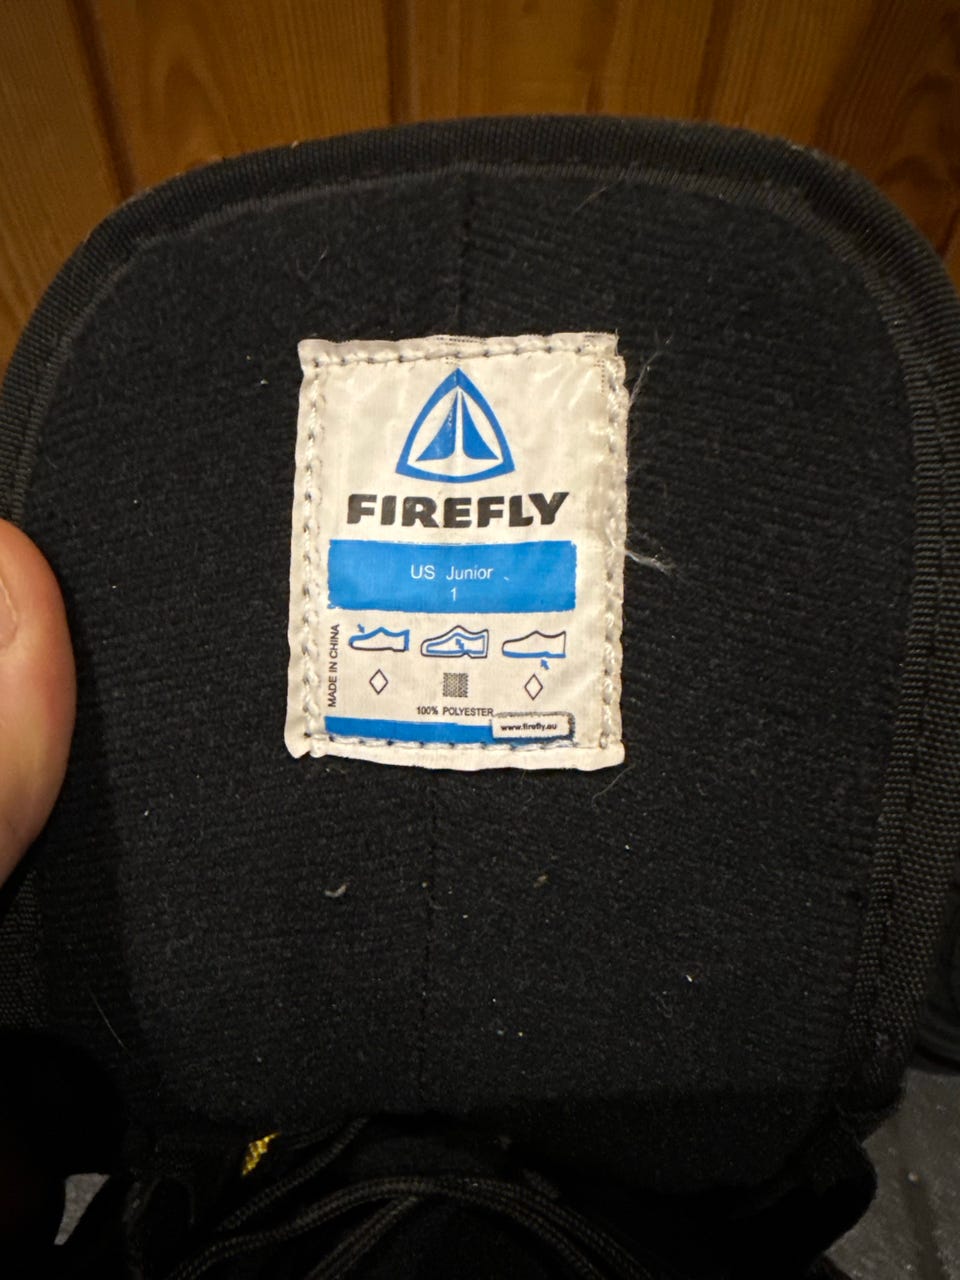 FIREFLY
US Junior
1
MADE IN CHINA
100% POLYESTER
www.firefly.eu